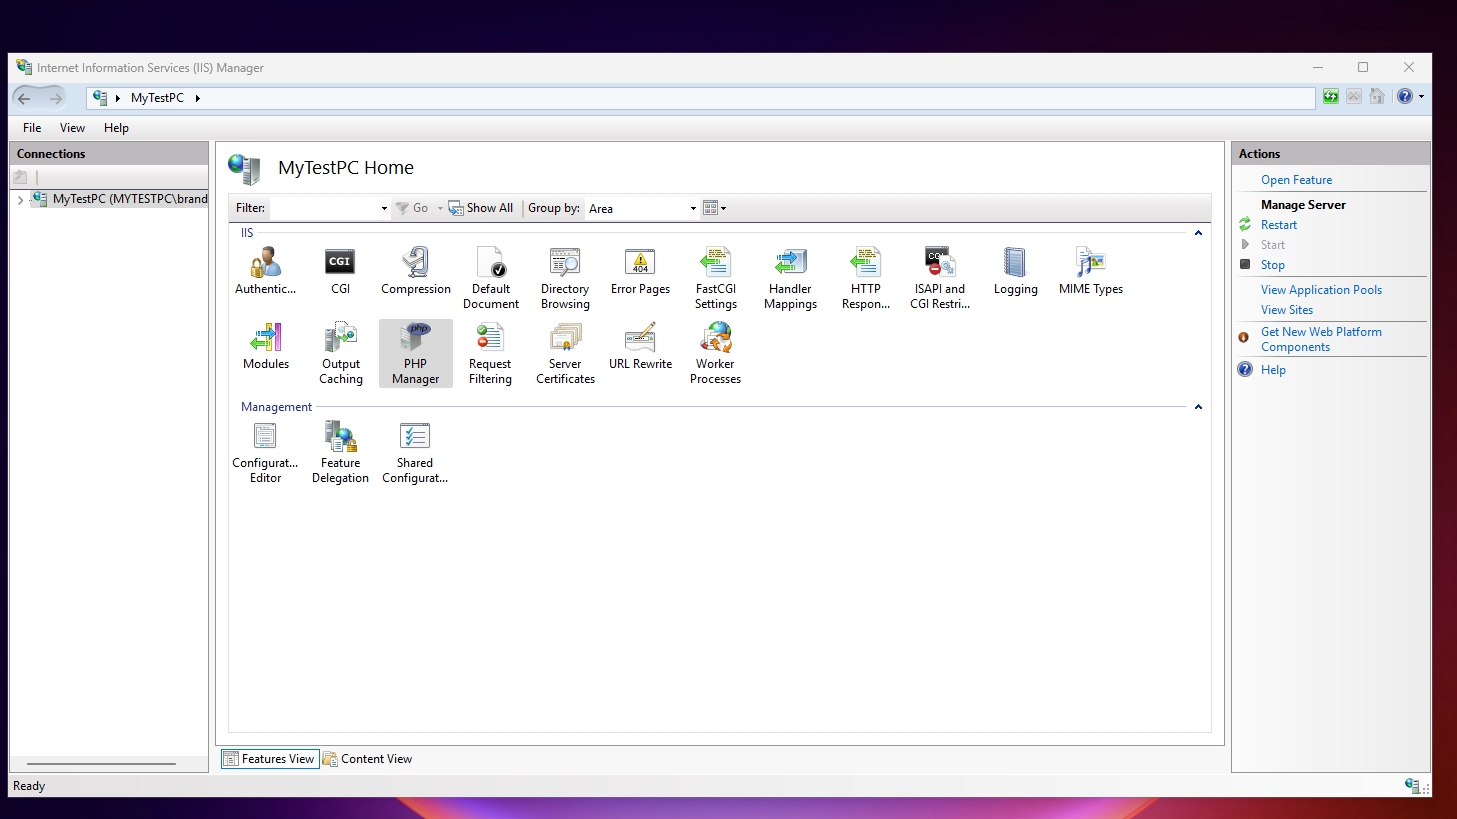 Internet Information Services (IIS) Manager
MyTestPC
File View Help
Connections
MyTestPC (MYTESTPC\brand
MyTestPC Home
Filter: Go Show All Group by: Area
IIS
Authentic...
CGI
CGI
Compression
Default
Document
Directory
Browsing
404
Error Pages
FastCGI
Settings
Handler
Mappings
HTTP
Respon...
ISAPI and
CGI Restri...
Logging
MIME Types
Modules
Output
Caching
php
PHP
Manager
Request
Filtering
Server
Certificates
URL Rewrite
Worker
Processes
Management
Configurat...
Editor
Feature
Delegation
Shared
Configurat...
Features View Content View
Ready
Actions
Open Feature
Manage Server
Restart
Start
Stop
View Application Pools
View Sites
Get New Web Platform
Components
Help